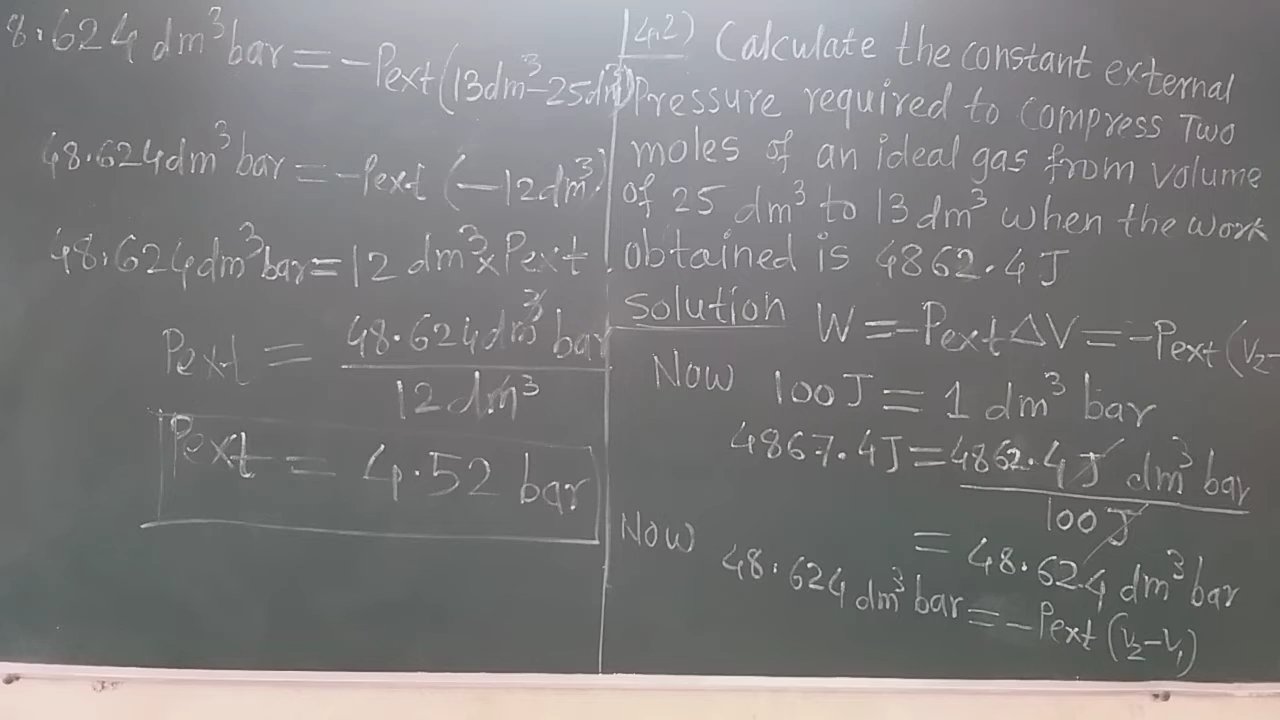 4.2) Calculate the constant external
Pressure required to compress Two
moles of an ideal gas from volume
of 25 dm³ to 13 dm³ when the work
obtained is 4862.4 J
Solution W = -Pext ΔV = -Pext (V₂-
Now 100 J = 1 dm³ bar
4867.4 J = 4862.4 J dm³ bar
100 J
= 48.624 dm³ bar
Now 48.624 dm³ bar = -Pext (V₂-V₁)
8.624 dm³ bar = -Pext (13 dm³ - 25 dm³)
48.624 dm³ bar = -Pext (-12 dm³)
48.624 dm³ bar = 12 dm³ x Pext.
Pext = 48.624 dm³ bar
12 dm³
Pext = 4.52 bar